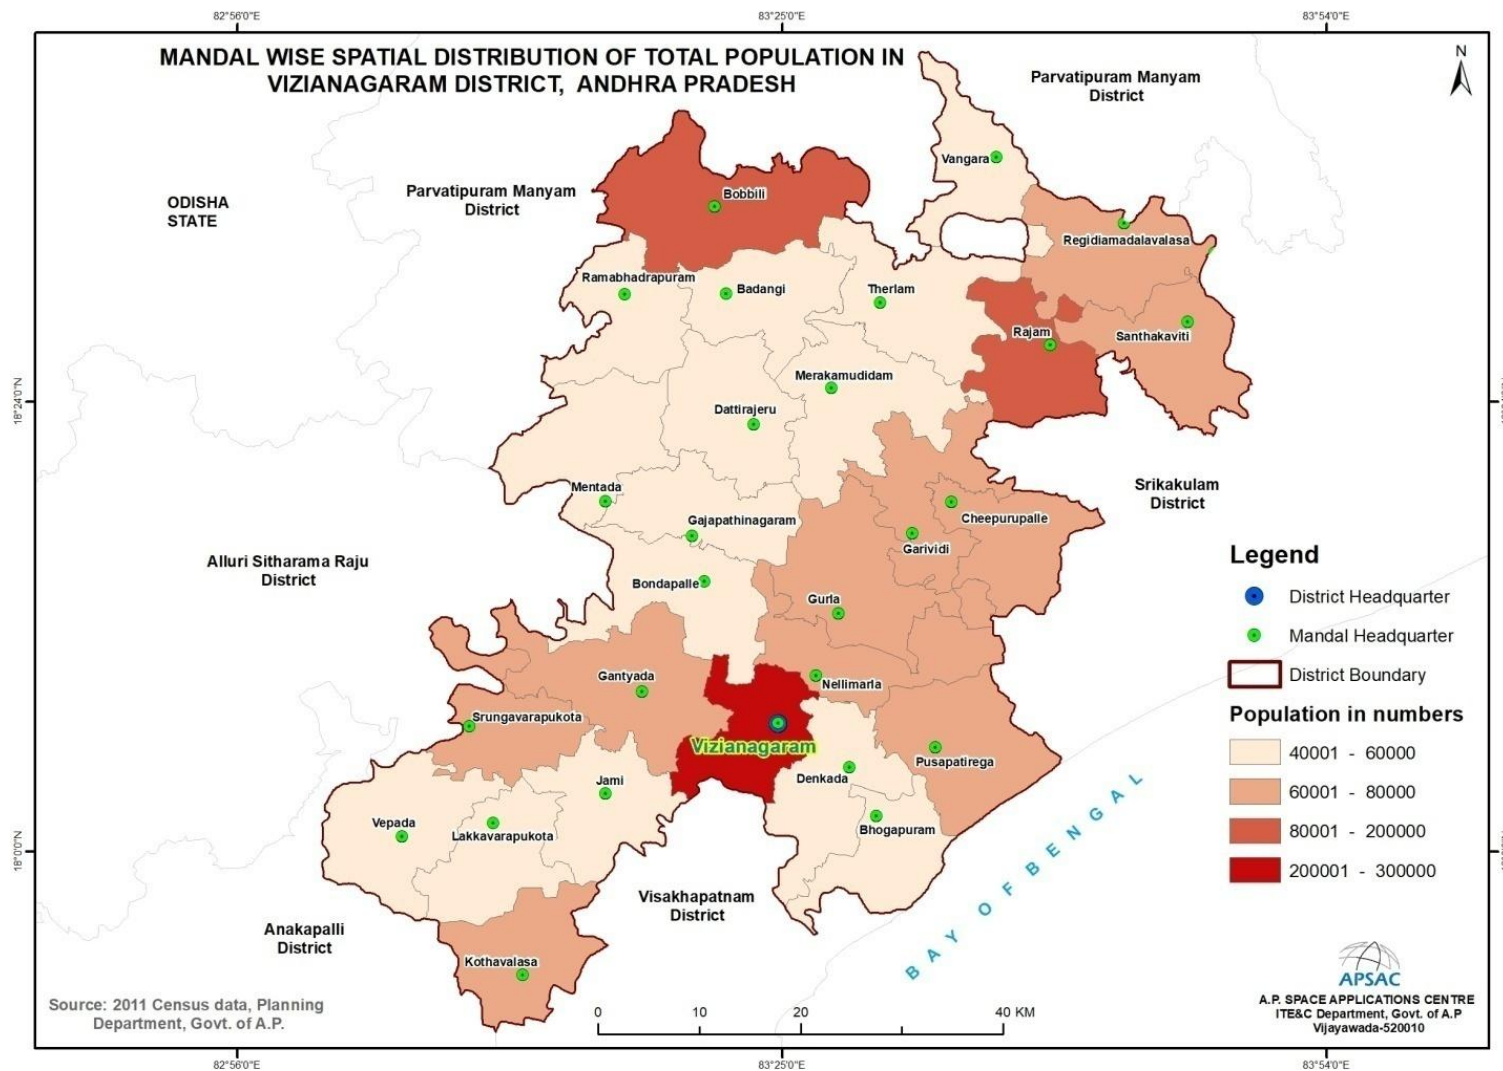 82°56'0"E
83°25'0"E
83°54'0"E
MANDAL WISE SPATIAL DISTRIBUTION OF TOTAL POPULATION IN
VIZIANAGARAM DISTRICT, ANDHRA PRADESH
N
Parvatipuram Manyam
District
Vangara
ODISHA
STATE
Parvatipuram Manyam
District
Bobbili
Regidiamadalavalasa
Ramabhadrapuram
Badangi
Therlam
Rajam
Santhakaviti
Merakamudidam
Dattirajeru
18°24'0"N
Mentada
Gajapathinagaram
Cheepurupalle
Garividi
Srikakulam
District
Alluri Sitharama Raju
District
Bondapalle
Gurla
Gantyada
Nellimarla
Srungavarapukota
Vizianagaram
Pusapatirega
Denkada
Jami
Vepada
Lakkavarapukota
Bhogapuram
18°0'0"N
Visakhapatnam
District
Anakapalli
District
Kothavalasa
BAY OF BENGAL
Legend
District Headquarter
Mandal Headquarter
District Boundary
Population in numbers
40001 - 60000
60001 - 80000
80001 - 200000
200001 - 300000
APSAC
A.P. SPACE APPLICATIONS CENTRE
ITE&C Department, Govt. of A.P
Vijayawada-520010
Source: 2011 Census data, Planning
Department, Govt. of A.P.
0 10 20 40 KM
82°56'0"E
83°25'0"E
83°54'0"E